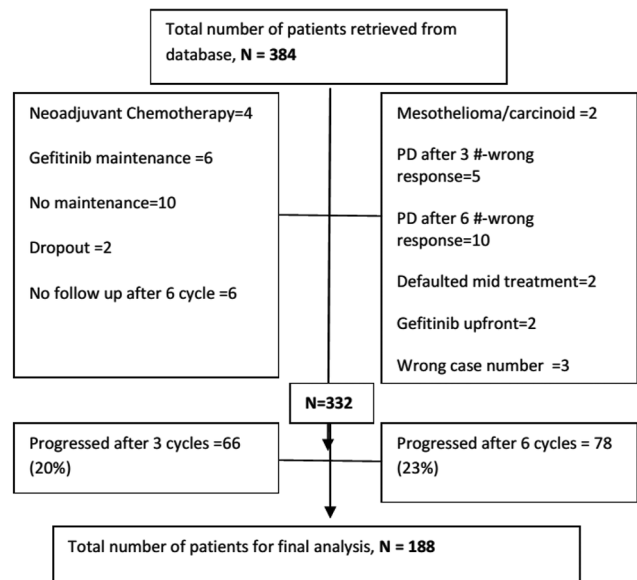 Total number of patients retrieved from
database, N = 384
Neoadjuvant Chemotherapy=4
Gefitinib maintenance =6
No maintenance=10
Dropout =2
No follow up after 6 cycle =6
Mesothelioma/carcinoid =2
PD after 3 #-wrong
response=5
PD after 6 #-wrong
response=10
Defaulted mid treatment=2
Gefitinib upfront=2
Wrong case number =3
N=332
Progressed after 3 cycles =66
(20%)
Progressed after 6 cycles = 78
(23%)
Total number of patients for final analysis, N = 188